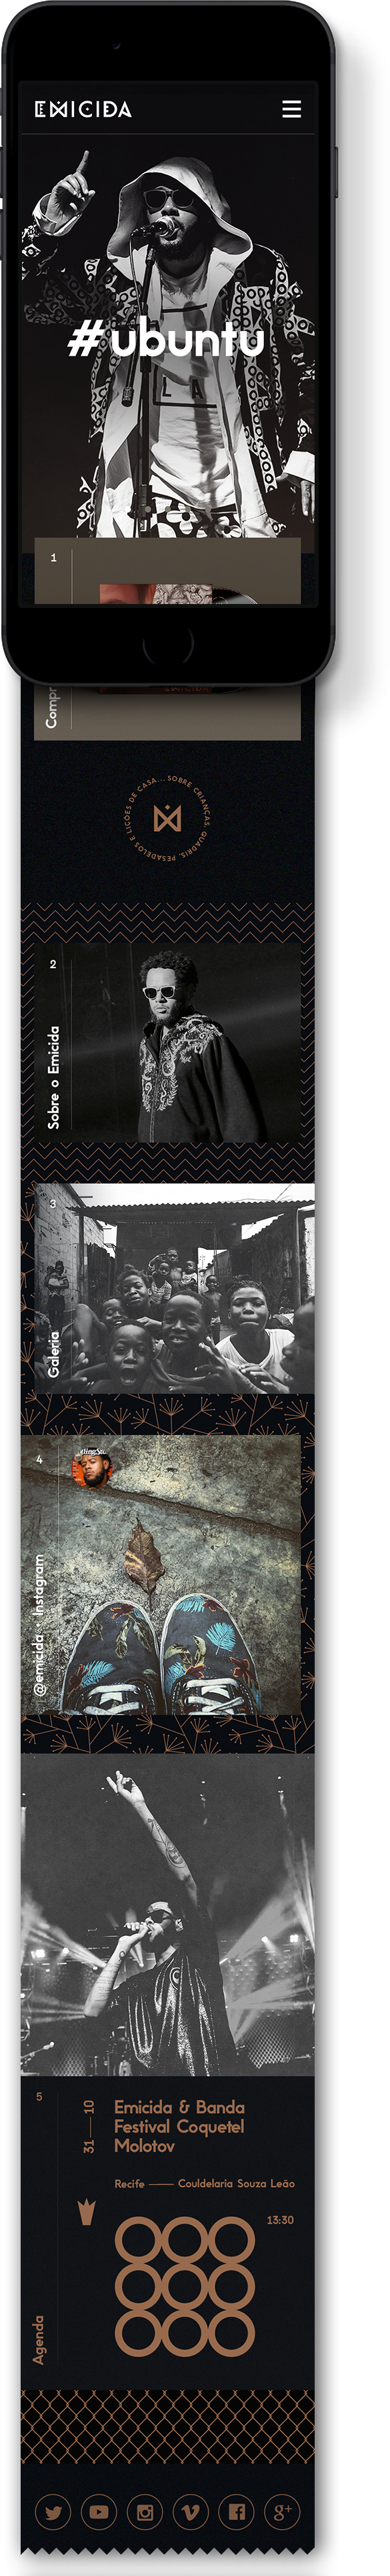 EMICIDA
#ubuntu
LA
1
Compr
SOBRE CRIANÇAS, QUADRIS, PESADELOS E LIÇÕES DE CASA...
2
Sobre o Emicida
3
Galeria
4
@emicida - Instagram
5
31—10
Emicida & Banda
Festival Coquetel
Molotov
Recife — Couldelaria Souza Leão
13:30
Agenda
g+